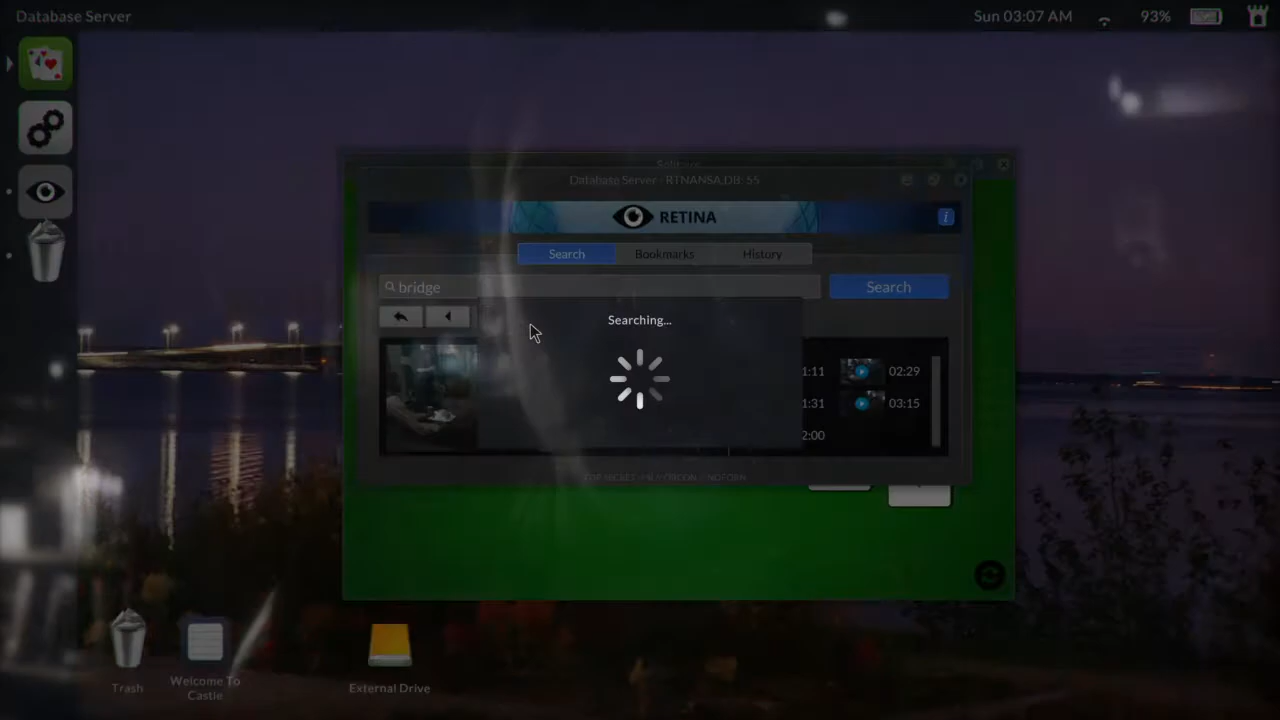 Database Server
Sun 03:07 AM
93%
Solitaire
Database Server - RTNANSA.DB: 55
RETINA
i
Search
Bookmarks
History
bridge
Search
Searching...
1:11
02:29
1:31
03:15
2:00
Trash
Welcome To
Castle
External Drive